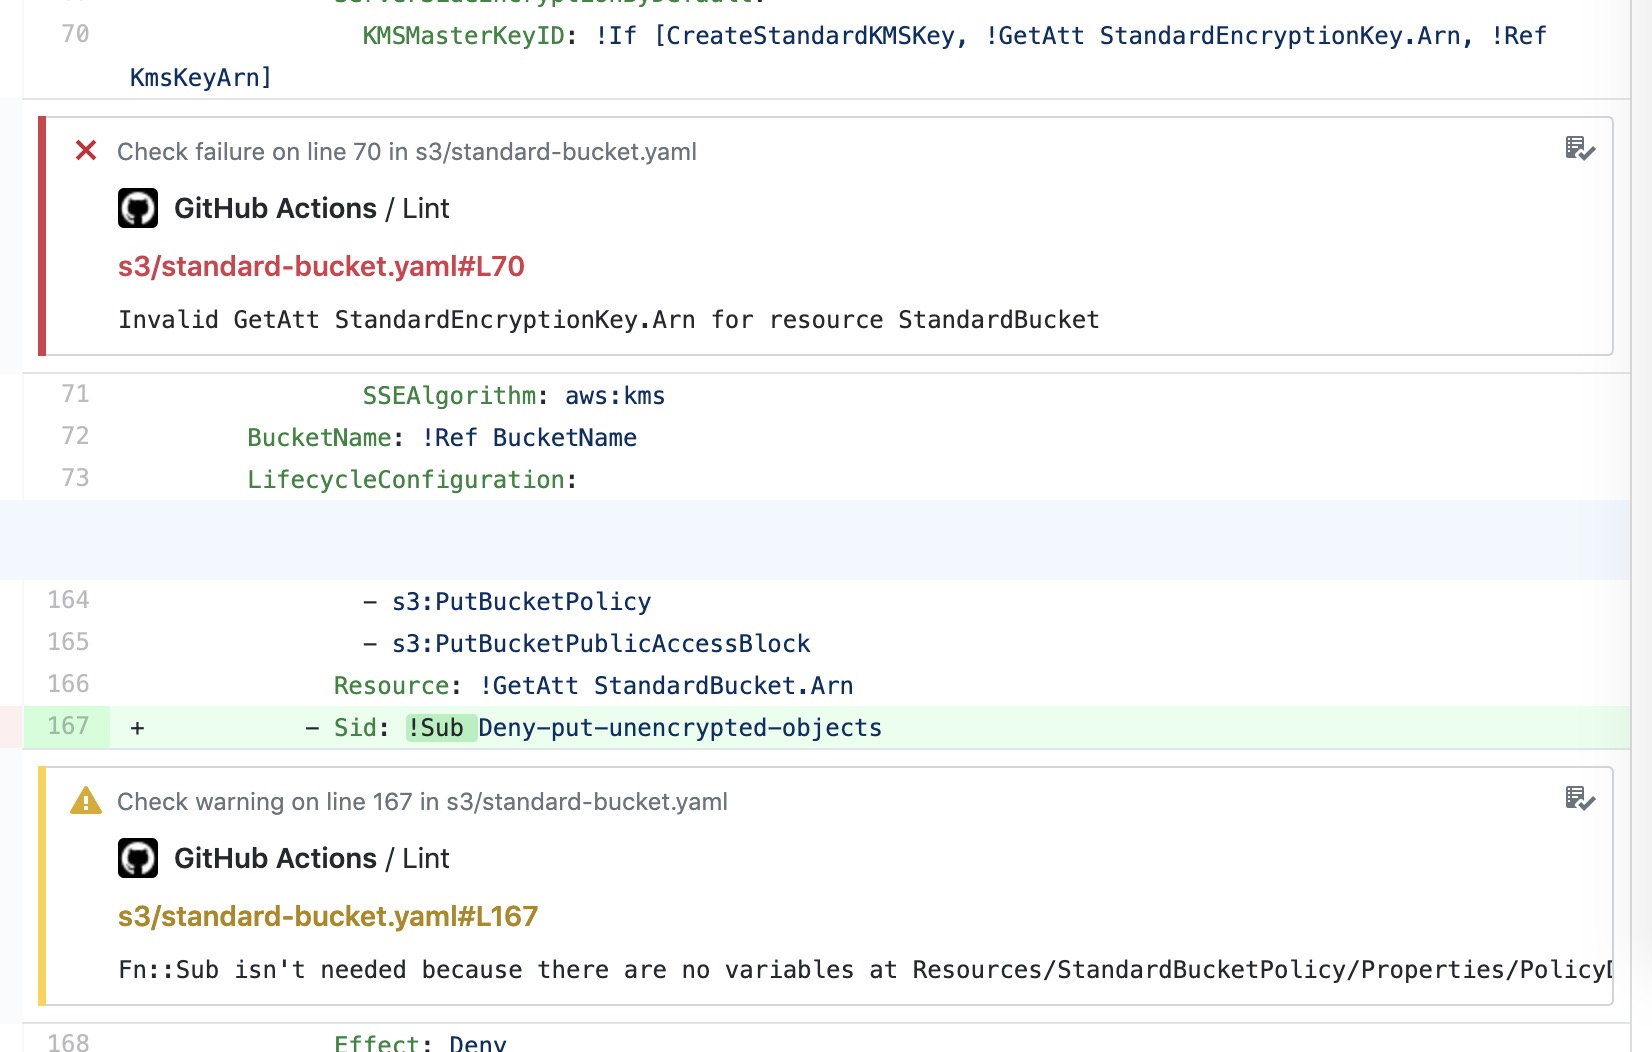 ServerSideEncryptionByDefault:
70 KMSMasterKeyID: !If [CreateStandardKMSKey, !GetAtt StandardEncryptionKey.Arn, !Ref
KmsKeyArn]
Check failure on line 70 in s3/standard-bucket.yaml
GitHub Actions / Lint
s3/standard-bucket.yaml#L70
Invalid GetAtt StandardEncryptionKey.Arn for resource StandardBucket
71 SSEAlgorithm: aws:kms
72 BucketName: !Ref BucketName
73 LifecycleConfiguration:
164 - s3:PutBucketPolicy
165 - s3:PutBucketPublicAccessBlock
166 Resource: !GetAtt StandardBucket.Arn
167 + - Sid: !Sub Deny-put-unencrypted-objects
Check warning on line 167 in s3/standard-bucket.yaml
GitHub Actions / Lint
s3/standard-bucket.yaml#L167
Fn::Sub isn't needed because there are no variables at Resources/StandardBucketPolicy/Properties/Policy
168 Effect: Deny